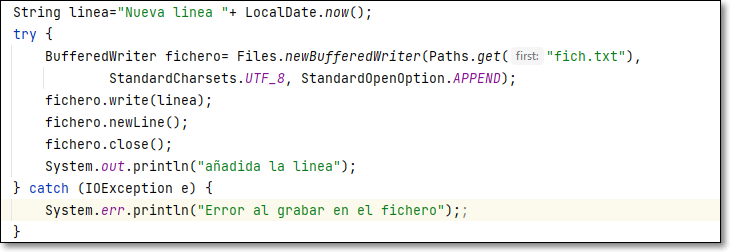 String linea="Nueva linea "+ LocalDate.now();
try {
    BufferedWriter fichero= Files.newBufferedWriter(Paths.get( first: "fich.txt"),
            StandardCharsets.UTF_8, StandardOpenOption.APPEND);
    fichero.write(linea);
    fichero.newLine();
    fichero.close();
    System.out.println("añadida la linea");
} catch (IOException e) {
    System.err.println("Error al grabar en el fichero");;
}